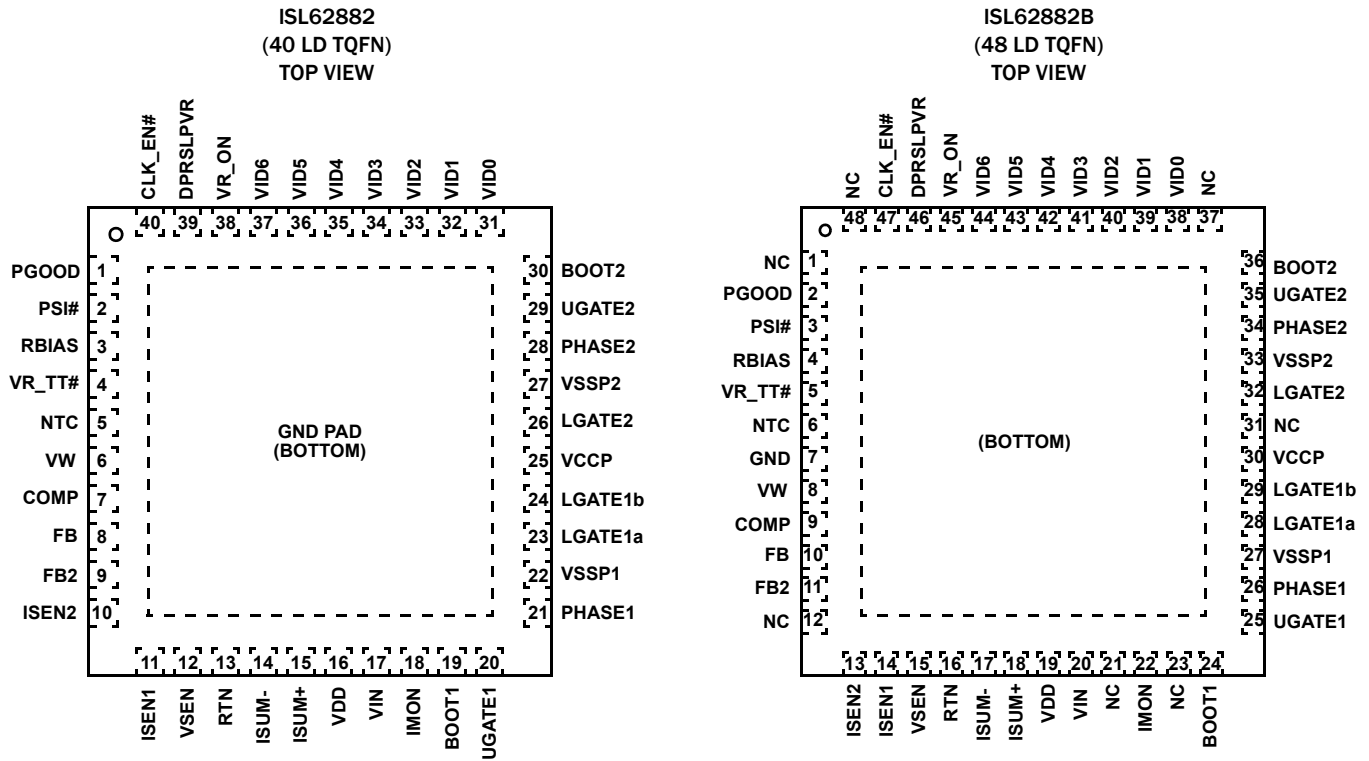 ISL62882
(40 LD TQFN)
TOP VIEW
CLK_EN#
DPRSLPVR
VR_ON
VID6
VID5
VID4
VID3
VID2
VID1
VID0
40 39 38 37 36 35 34 33 32 31
PGOOD 1
PSI# 2
RBIAS 3
VR_TT# 4
NTC 5
VW 6
COMP 7
FB 8
FB2 9
ISEN2 10
GND PAD
(BOTTOM)
30 BOOT2
29 UGATE2
28 PHASE2
27 VSSP2
26 LGATE2
25 VCCP
24 LGATE1b
23 LGATE1a
22 VSSP1
21 PHASE1
11 12 13 14 15 16 17 18 19 20
ISEN1
VSEN
RTN
ISUM-
ISUM+
VDD
VIN
IMON
BOOT1
UGATE1
ISL62882B
(48 LD TQFN)
TOP VIEW
NC
CLK_EN#
DPRSLPVR
VR_ON
VID6
VID5
VID4
VID3
VID2
VID1
VID0
NC
48 47 46 45 44 43 42 41 40 39 38 37
NC 1
PGOOD 2
PSI# 3
RBIAS 4
VR_TT# 5
NTC 6
GND 7
VW 8
COMP 9
FB 10
FB2 11
NC 12
(BOTTOM)
36 BOOT2
35 UGATE2
34 PHASE2
33 VSSP2
32 LGATE2
31 NC
30 VCCP
29 LGATE1b
28 LGATE1a
27 VSSP1
26 PHASE1
25 UGATE1
13 14 15 16 17 18 19 20 21 22 23 24
ISEN2
ISEN1
VSEN
RTN
ISUM-
ISUM+
VDD
VIN
NC
IMON
NC
BOOT1